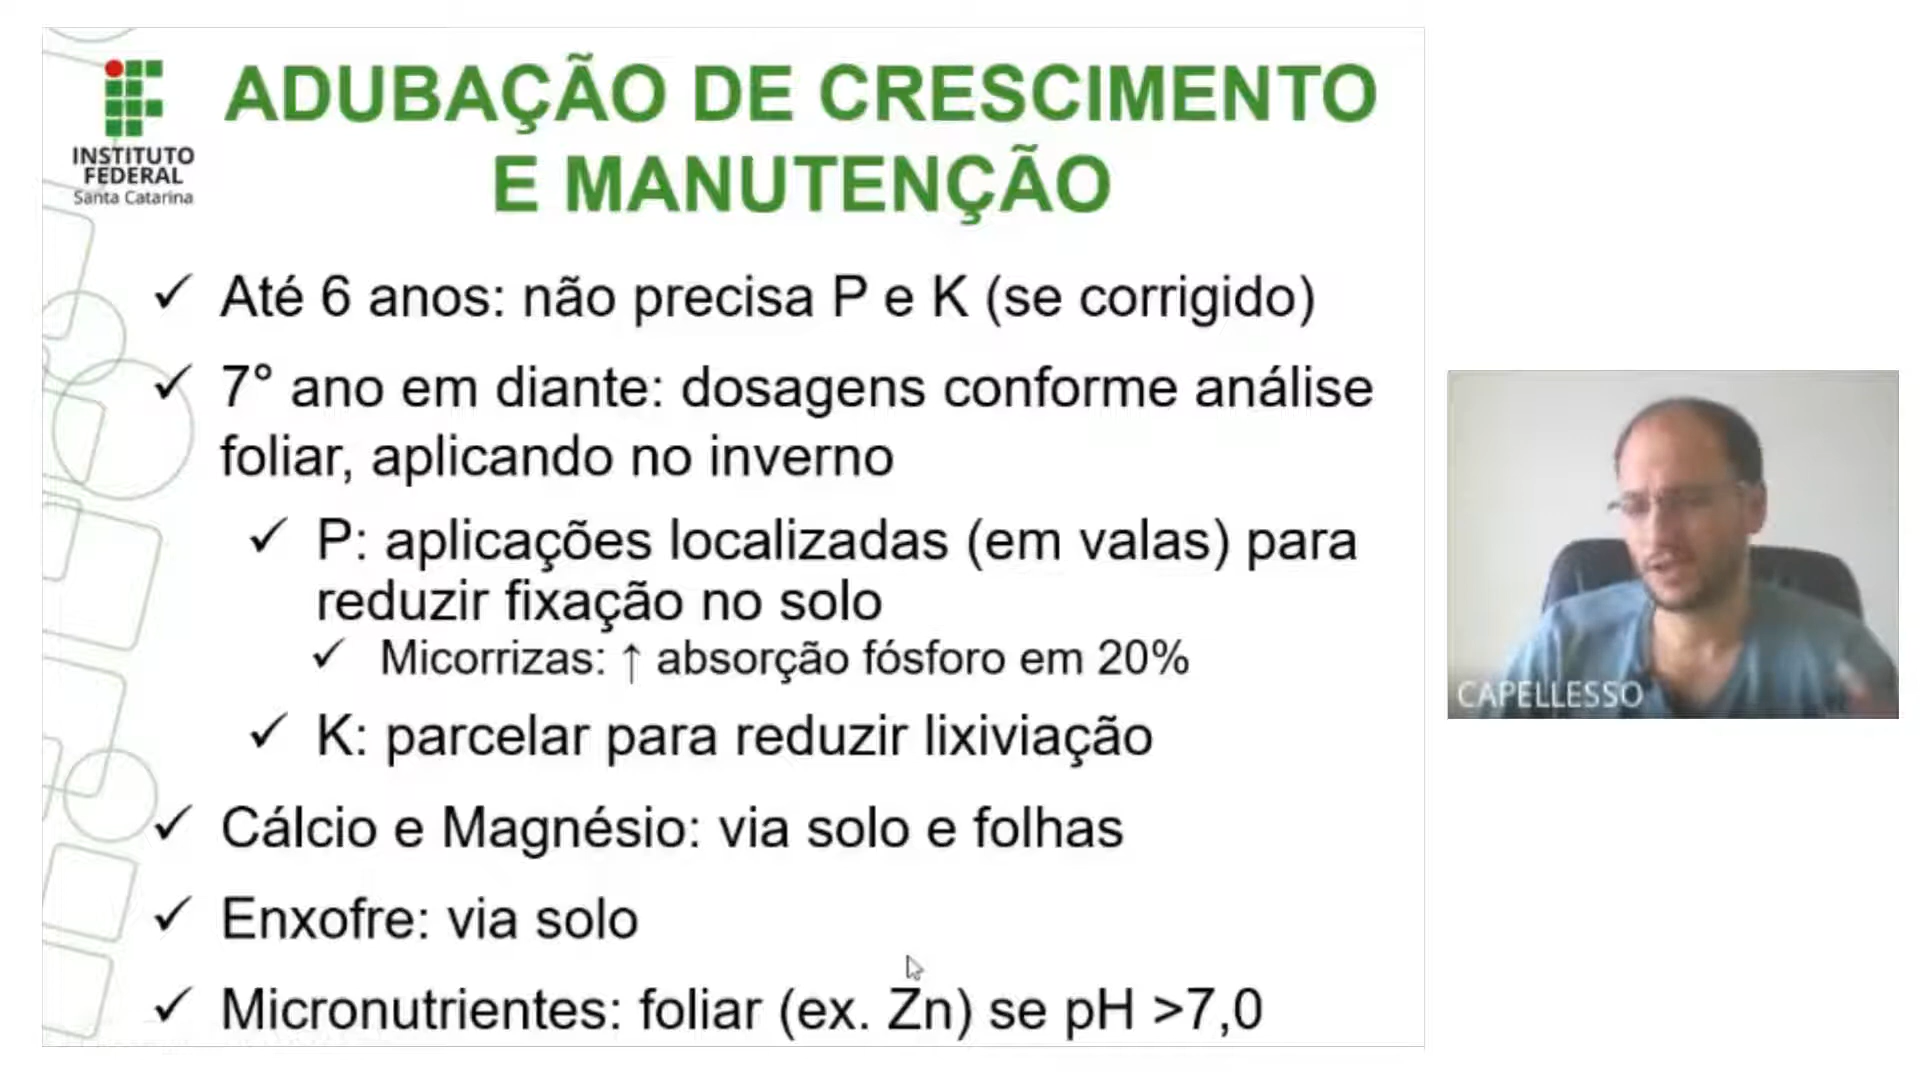 INSTITUTO
FEDERAL
Santa Catarina
ADUBAÇÃO DE CRESCIMENTO
E MANUTENÇÃO
✓ Até 6 anos: não precisa P e K (se corrigido)
✓ 7° ano em diante: dosagens conforme análise
foliar, aplicando no inverno
✓ P: aplicações localizadas (em valas) para
reduzir fixação no solo
✓ Micorrizas: ↑ absorção fósforo em 20%
✓ K: parcelar para reduzir lixiviação
✓ Cálcio e Magnésio: via solo e folhas
✓ Enxofre: via solo
✓ Micronutrientes: foliar (ex. Zn) se pH >7,0
CAPELLESSO